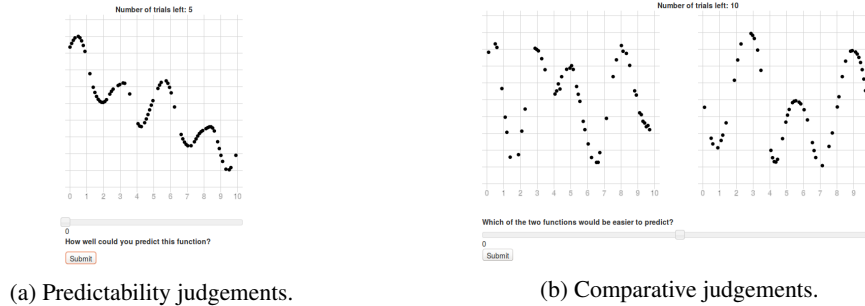 Number of trials left: 5
0 1 2 3 4 5 6 7 8 9 10
0
How well could you predict this function?
Submit
(a) Predictability judgements.
Number of trials left: 10
0 1 2 3 4 5 6 7 8 9 10
0 1 2 3 4 5 6 7 8 9
Which of the two functions would be easier to predict?
0
Submit
(b) Comparative judgements.